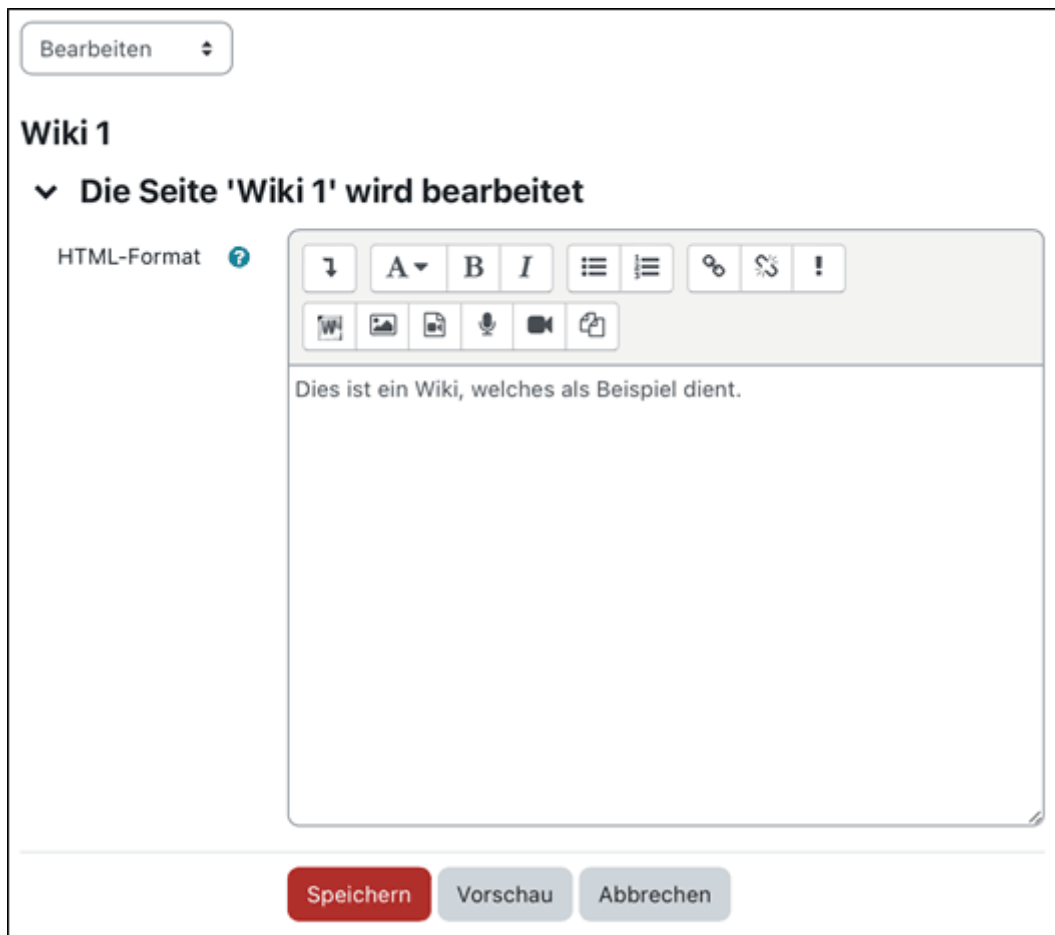 Bearbeiten
Wiki 1
Die Seite 'Wiki 1' wird bearbeitet
HTML-Format
A B I
Dies ist ein Wiki, welches als Beispiel dient.
Speichern Vorschau Abbrechen